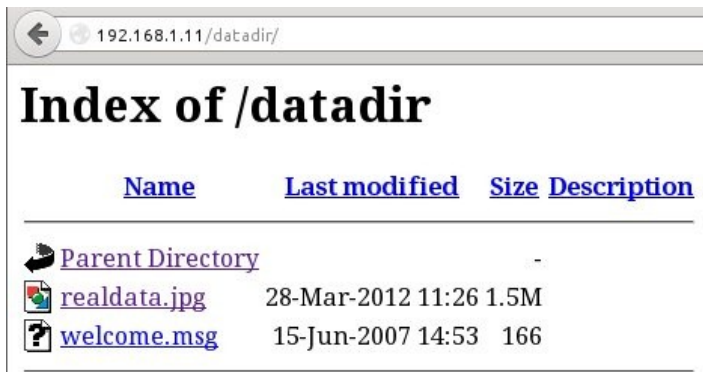 192.168.1.11/datadir/
Index of /datadir
Name Last modified Size Description
Parent Directory -
realdata.jpg 28-Mar-2012 11:26 1.5M
welcome.msg 15-Jun-2007 14:53 166